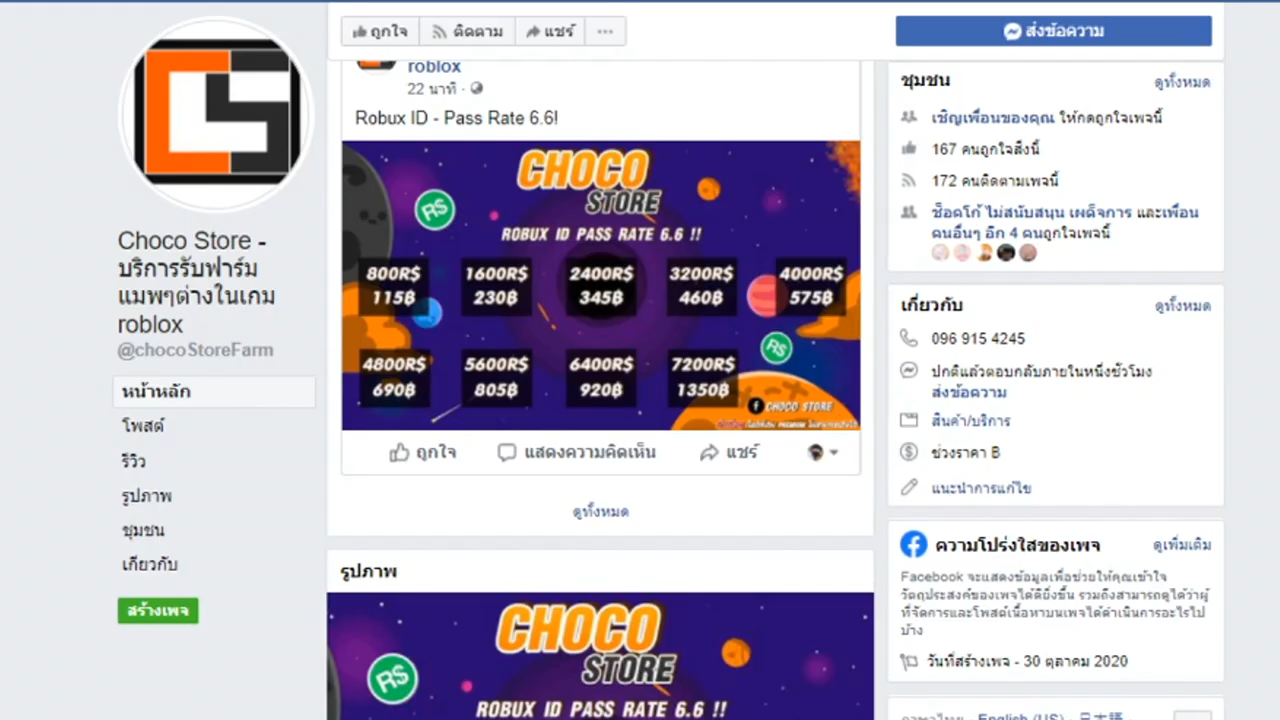 ถูกใจ
ติดตาม
แชร์
ส่งข้อความ
CS
Choco Store -
บริการรับฟาร์ม
แมพๆต่างในเกม
roblox
@chocoStoreFarm
หน้าหลัก
โพสต์
รีวิว
รูปภาพ
ชุมชน
เกี่ยวกับ
สร้างเพจ
roblox
22 นาที ·
Robux ID - Pass Rate 6.6!
CHOCO
STORE
ROBUX ID PASS RATE 6.6 !!
R$
800R$ 1600R$ 2400R$ 3200R$ 4000R$
115฿ 230฿ 345฿ 460฿ 575฿
R$
4800R$ 5600R$ 6400R$ 7200R$
690฿ 805฿ 920฿ 1350฿
CHOCO STORE
ถูกใจ
แสดงความคิดเห็น
แชร์
ดูทั้งหมด
รูปภาพ
CHOCO
STORE
R$
ROBUX ID PASS RATE 6.6 !!
ชุมชน
ดูทั้งหมด
เชิญเพื่อนของคุณ ให้กดถูกใจเพจนี้
167 คนถูกใจสิ่งนี้
172 คนติดตามเพจนี้
ช็อคโก้ ไม่สนับสนุน เผด็จการ และเพื่อน
คนอื่นๆ อีก 4 คนถูกใจเพจนี้
เกี่ยวกับ
ดูทั้งหมด
096 915 4245
ปกติแล้วตอบกลับภายในหนึ่งชั่วโมง
ส่งข้อความ
สินค้า/บริการ
ช่วงราคา ฿
แนะนำการแก้ไข
ความโปร่งใสของเพจ
ดูเพิ่มเติม
Facebook จะแสดงข้อมูลเพื่อช่วยให้คุณเข้าใจ
วัตถุประสงค์ของเพจได้ดียิ่งขึ้น รวมถึงสามารถดูได้ว่าผู้
ที่จัดการและโพสต์เนื้อหาบนเพจได้ดำเนินการอะไรไป
บ้าง
วันที่สร้างเพจ - 30 ตุลาคม 2020
ภาษาไทย · English (US) · 日本語